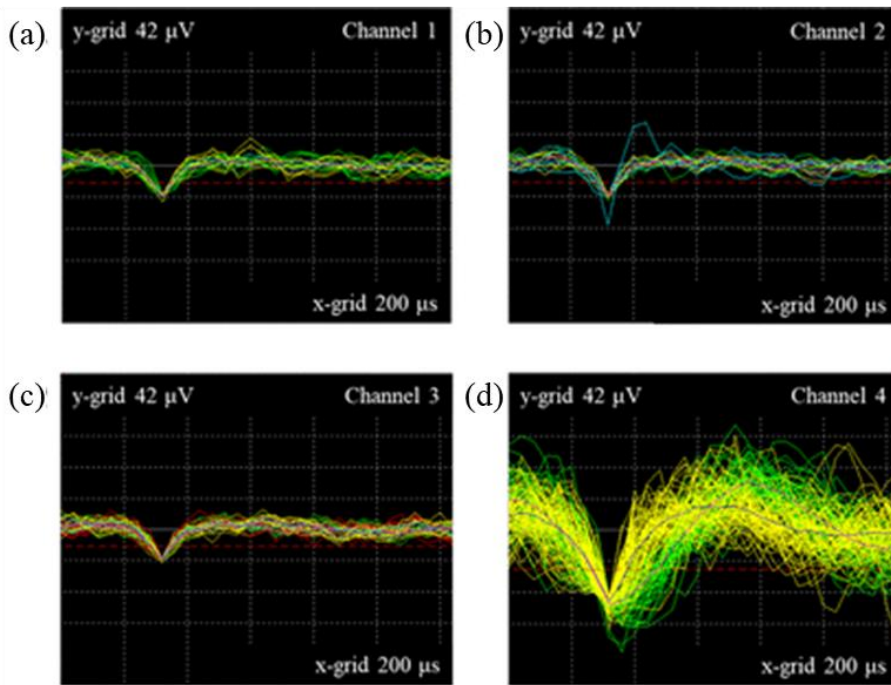 (a)
y-grid 42 µV Channel 1
x-grid 200 µs
(b)
y-grid 42 µV Channel 2
x-grid 200 µs
(c)
y-grid 42 µV Channel 3
x-grid 200 µs
(d)
y-grid 42 µV Channel 4
x-grid 200 µs